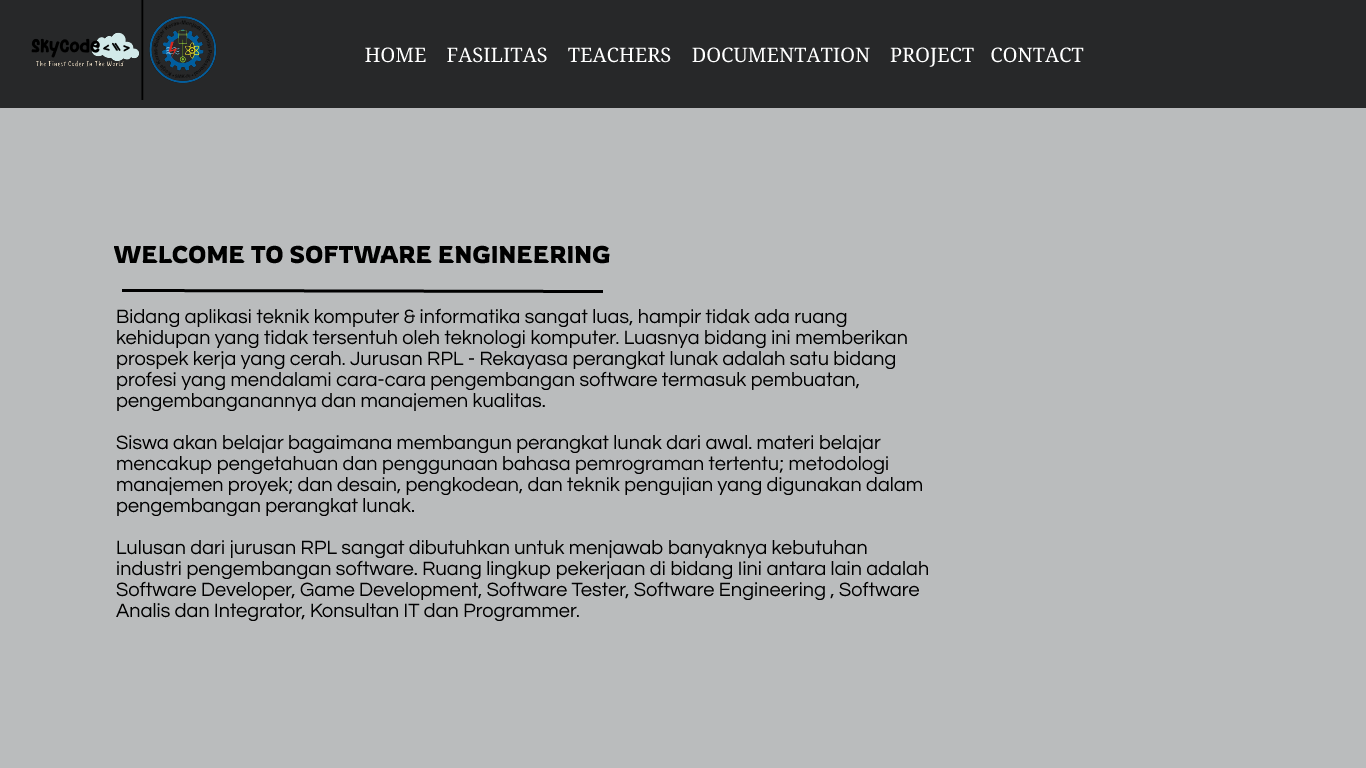 SkyCode
The Finest Coder In The World
HOME FASILITAS TEACHERS DOCUMENTATION PROJECT CONTACT
WELCOME TO SOFTWARE ENGINEERING
Bidang aplikasi teknik komputer & informatika sangat luas, hampir tidak ada ruang
kehidupan yang tidak tersentuh oleh teknologi komputer. Luasnya bidang ini memberikan
prospek kerja yang cerah. Jurusan RPL - Rekayasa perangkat lunak adalah satu bidang
profesi yang mendalami cara-cara pengembangan software termasuk pembuatan,
pengembanganannya dan manajemen kualitas.
Siswa akan belajar bagaimana membangun perangkat lunak dari awal. materi belajar
mencakup pengetahuan dan penggunaan bahasa pemrograman tertentu; metodologi
manajemen proyek; dan desain, pengkodean, dan teknik pengujian yang digunakan dalam
pengembangan perangkat lunak.
Lulusan dari jurusan RPL sangat dibutuhkan untuk menjawab banyaknya kebutuhan
industri pengembangan software. Ruang lingkup pekerjaan di bidang Iini antara lain adalah
Software Developer, Game Development, Software Tester, Software Engineering , Software
Analis dan Integrator, Konsultan IT dan Programmer.